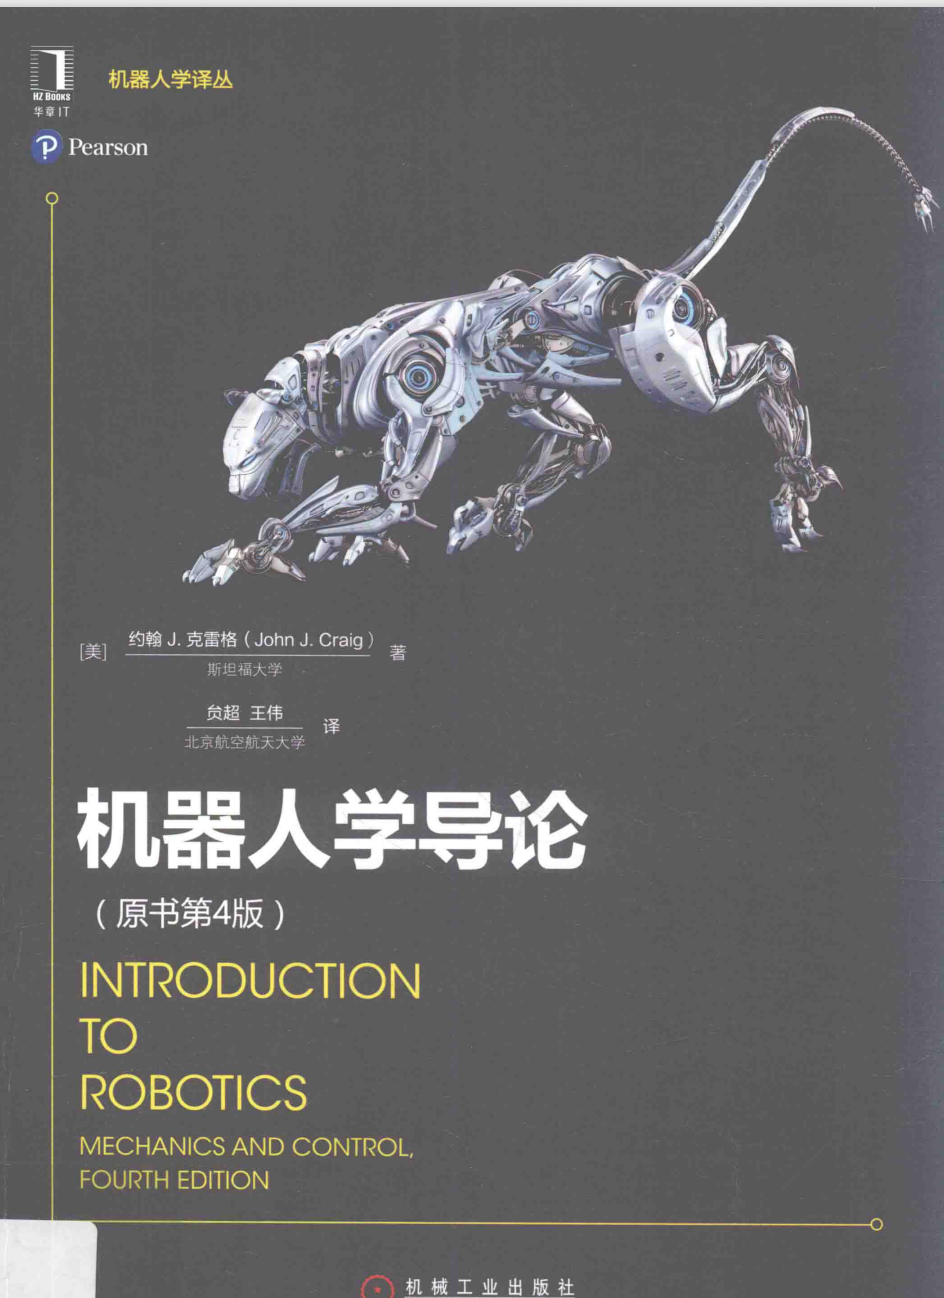 HZ BOOKS
华章IT
机器人学译丛
Pearson
[美] 约翰 J. 克雷格(John J. Craig) 著
斯坦福大学
贠超 王伟 译
北京航空航天大学
机器人学导论
(原书第4版)
INTRODUCTION
TO
ROBOTICS
MECHANICS AND CONTROL,
FOURTH EDITION
机械工业出版社